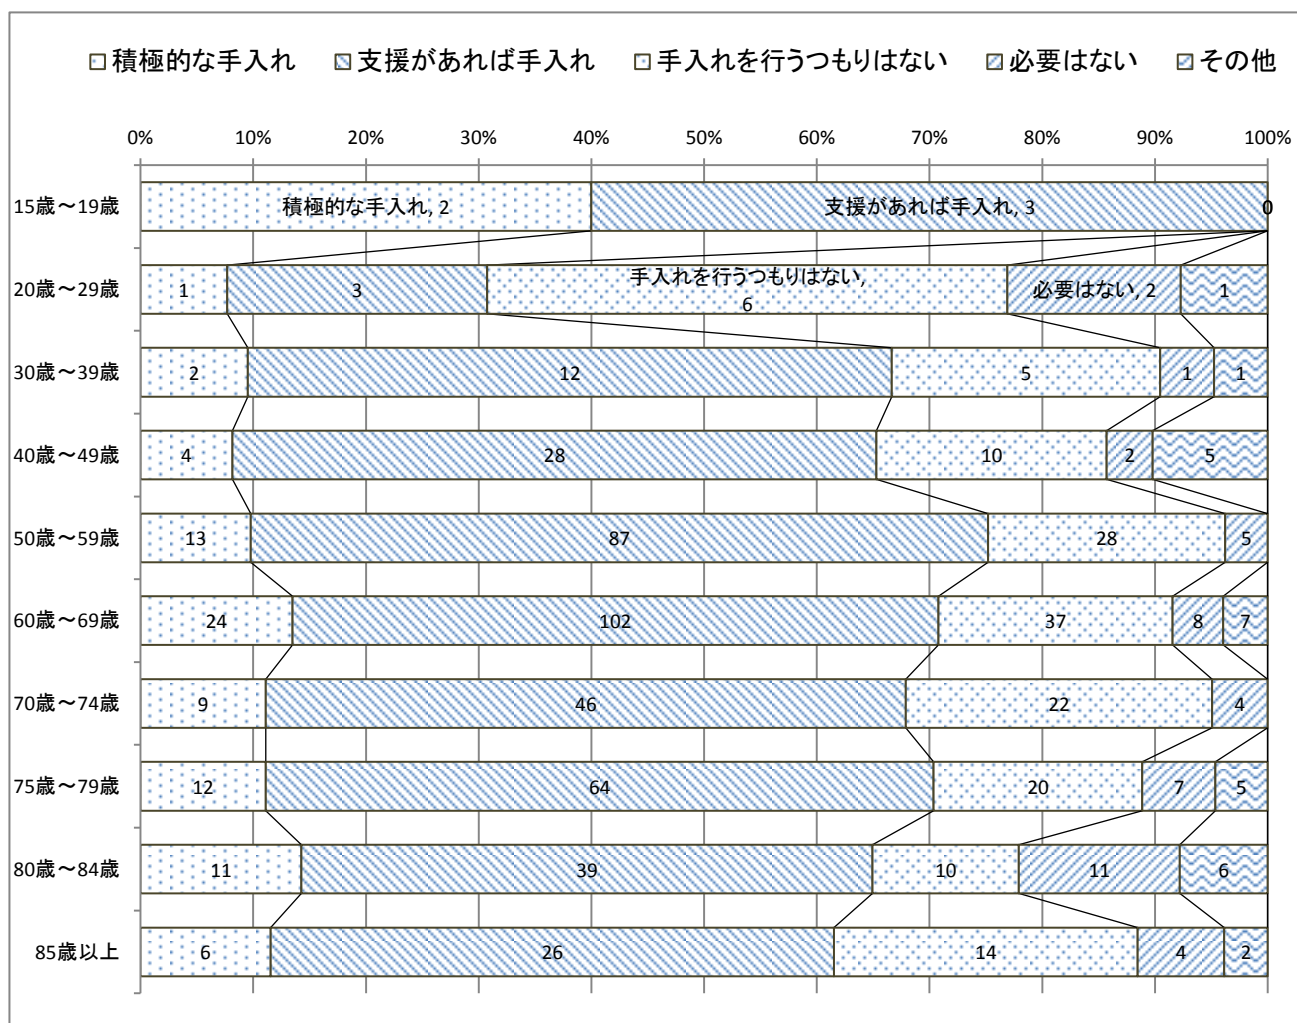 積極的な手入れ 支援があれば手入れ 手入れを行うつもりはない 必要はない その他
0% 10% 20% 30% 40% 50% 60% 70% 80% 90% 100%
15歳～19歳 積極的な手入れ, 2 支援があれば手入れ, 3 0
20歳～29歳 1 3 手入れを行うつもりはない, 
6 必要はない, 2 1
30歳～39歳 2 12 5 1 1
40歳～49歳 4 28 10 2 5
50歳～59歳 13 87 28 5
60歳～69歳 24 102 37 8 7
70歳～74歳 9 46 22 4
75歳～79歳 12 64 20 7 5
80歳～84歳 11 39 10 11 6
85歳以上 6 26 14 4 2